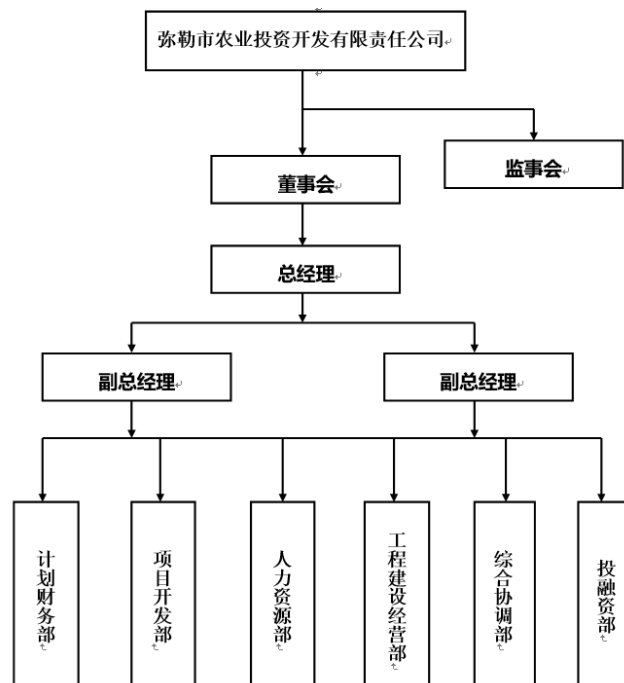 弥勒市农业投资开发有限责任公司
监事会
董事会
总经理
副总经理
副总经理
计划财务部
项目开发部
人力资源部
工程建设经营部
综合协调部
投融资部